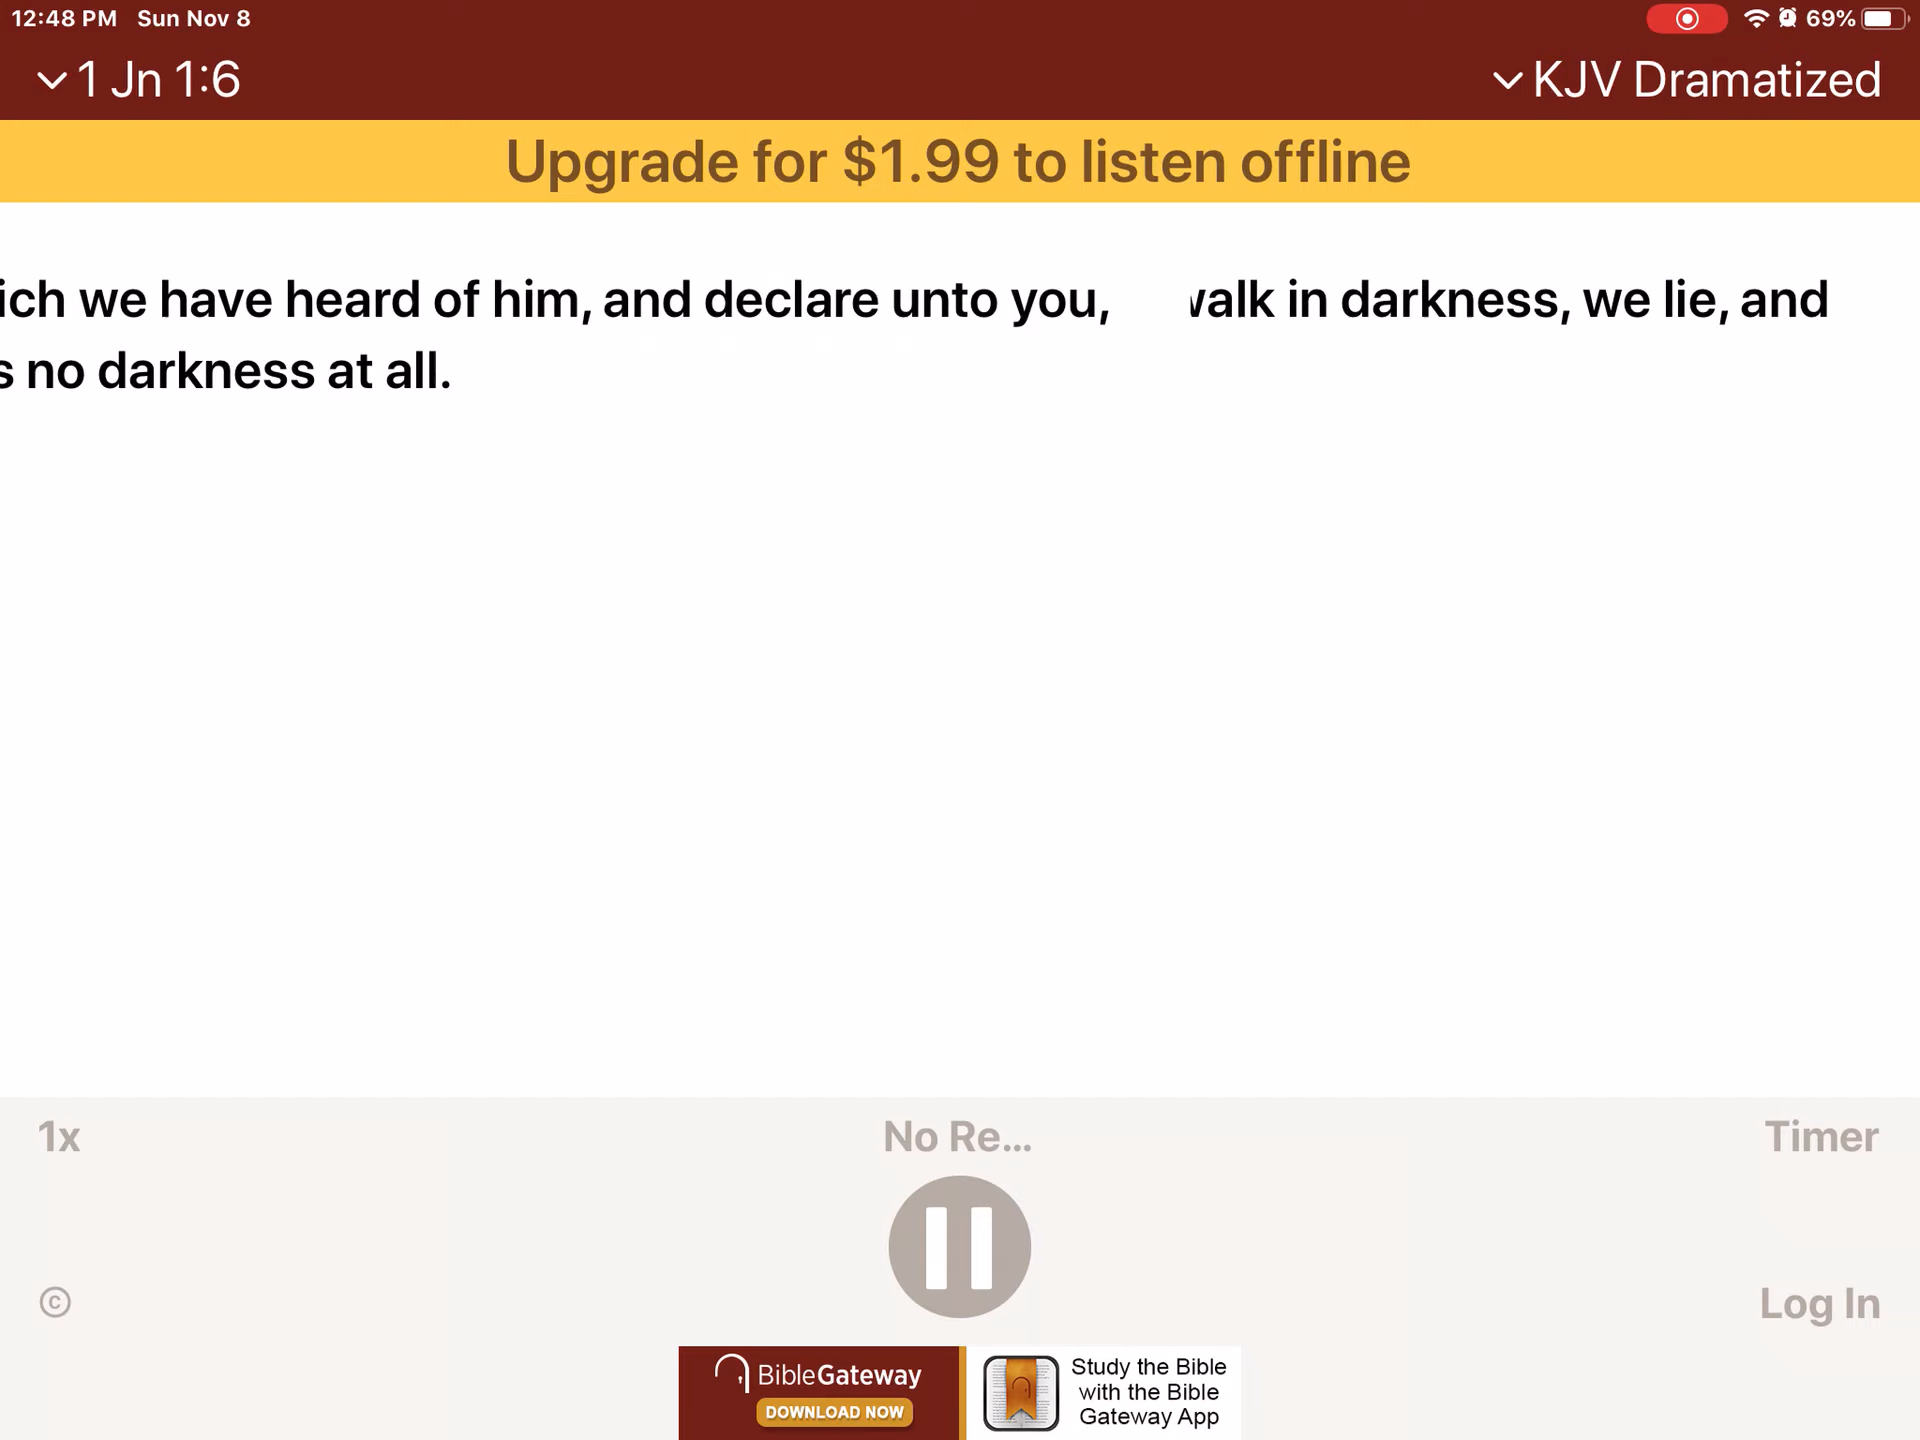 12:48 PM Sun Nov 8 69%
1 Jn 1:6 KJV Dramatized
Upgrade for $1.99 to listen offline
we have heard of him, and declare unto you, in darkness, we lie, and
no darkness at all.
1x No Re... Timer
©
Log In
BibleGateway
DOWNLOAD NOW
Study the Bible
with the Bible
Gateway App